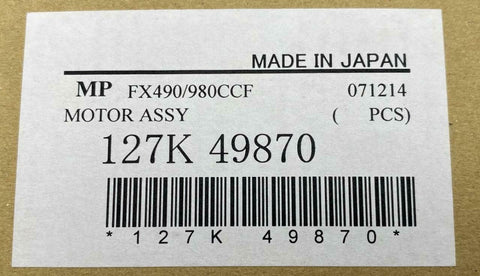 MADE IN JAPAN
MP FX490/980CCF 071214
MOTOR ASSY ( PCS)
127K 49870
*127K 49870*